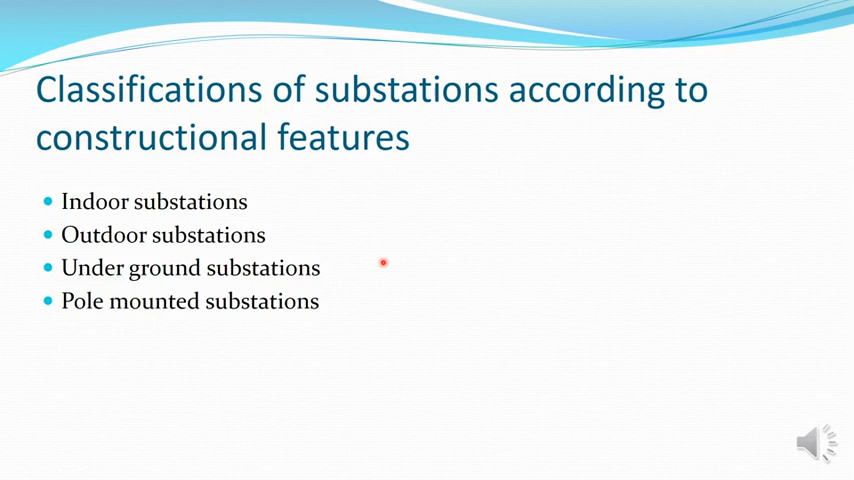 Classifications of substations according to
constructional features
Indoor substations
Outdoor substations
Under ground substations
Pole mounted substations